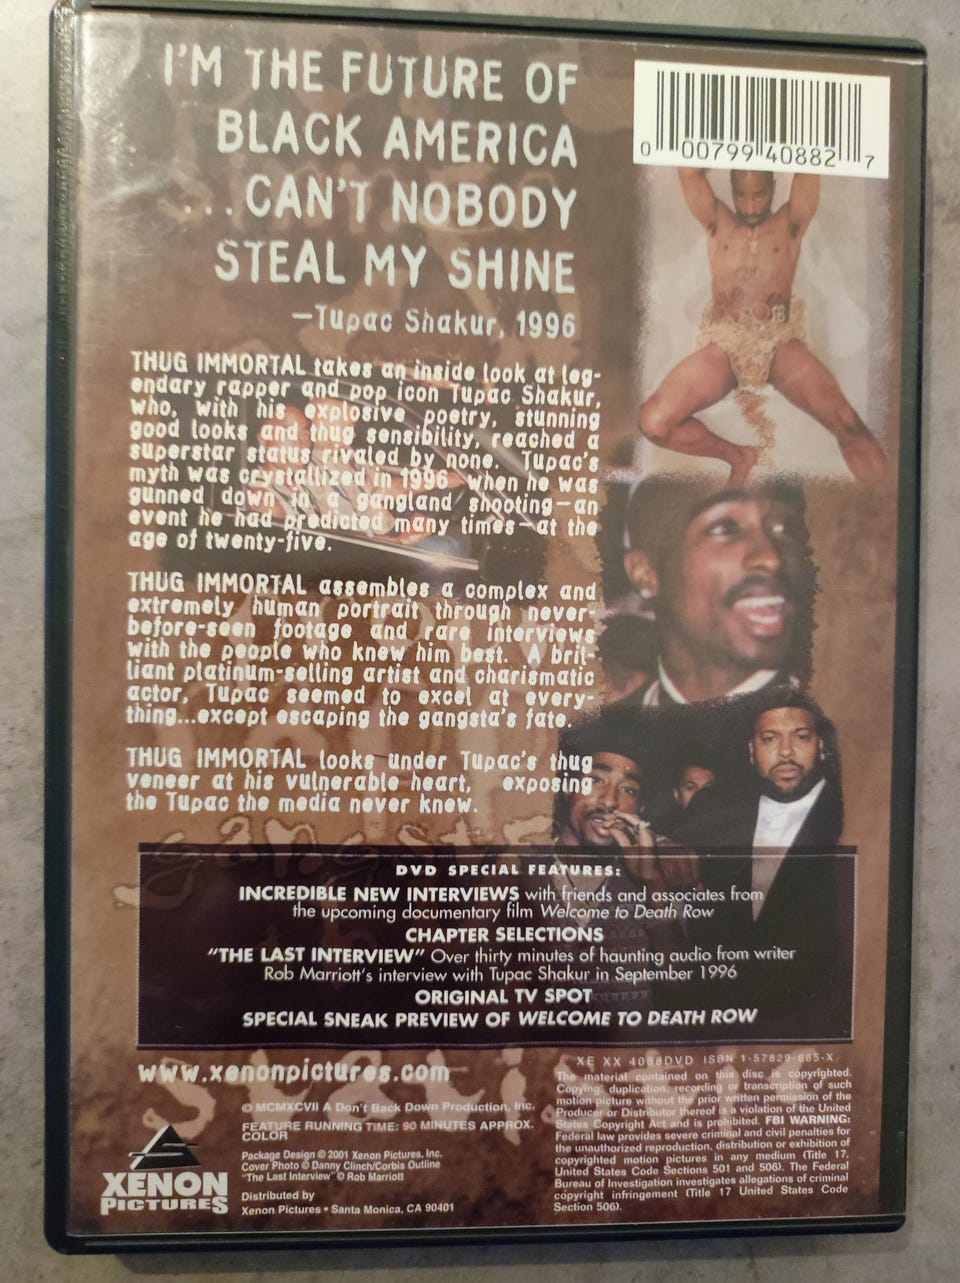 I'M THE FUTURE OF
BLACK AMERICA
...CAN'T NOBODY
STEAL MY SHINE
—Tupac Shakur, 1996
0 00799 40882 7
THUG IMMORTAL takes an inside look at leg-
endary rapper and pop icon Tupac Shakur,
who, with his explosive poetry, stunning
good looks and thug sensibility, reached a
superstar status rivaled by none. Tupac's
myth was crystallized in 1996 when he was
gunned down in a gangland shooting—an
event he had predicted many times—at the
age of twenty-five.
THUG IMMORTAL assembles a complex and
extremely human portrait through never-
before-seen footage and rare interviews
with the people who knew him best. A bril-
liant platinum-selling artist and charismatic
actor, Tupac seemed to excel at every-
thing...except escaping the gangsta's fate.
THUG IMMORTAL looks under Tupac's thug
veneer at his vulnerable heart, exposing
the Tupac the media never knew.
DVD SPECIAL FEATURES:
INCREDIBLE NEW INTERVIEWS with friends and associates from
the upcoming documentary film Welcome to Death Row
CHAPTER SELECTIONS
"THE LAST INTERVIEW" Over thirty minutes of haunting audio from writer
Rob Marriott's interview with Tupac Shakur in September 1996
ORIGINAL TV SPOT
SPECIAL SNEAK PREVIEW OF WELCOME TO DEATH ROW
www.xenonpictures.com
© MCMXCVII A Don't Back Down Production, Inc.
FEATURE RUNNING TIME: 90 MINUTES APPROX.
COLOR
Package Design © 2001 Xenon Pictures, Inc.
Cover Photo © Danny Clinch/Corbis Outline
"The Last Interview" © Rob Marriott
Distributed by
Xenon Pictures • Santa Monica, CA 90401
XENON
PICTURES
XE XX 4088DVD ISBN 1-57829-665-X
The material contained on this disc is copyrighted.
Copying, duplication, recording or transcription of such
motion picture without the prior written permission of the
Producer or Distributor thereof is a violation of the United
States Copyright Act and is prohibited. FBI WARNING:
Federal law provides severe criminal and civil penalties for
the unauthorized reproduction, distribution or exhibition of
copyrighted motion pictures in any medium (Title 17,
United States Code Sections 501 and 506). The Federal
Bureau of Investigation investigates allegations of criminal
copyright infringement (Title 17 United States Code
Section 506).